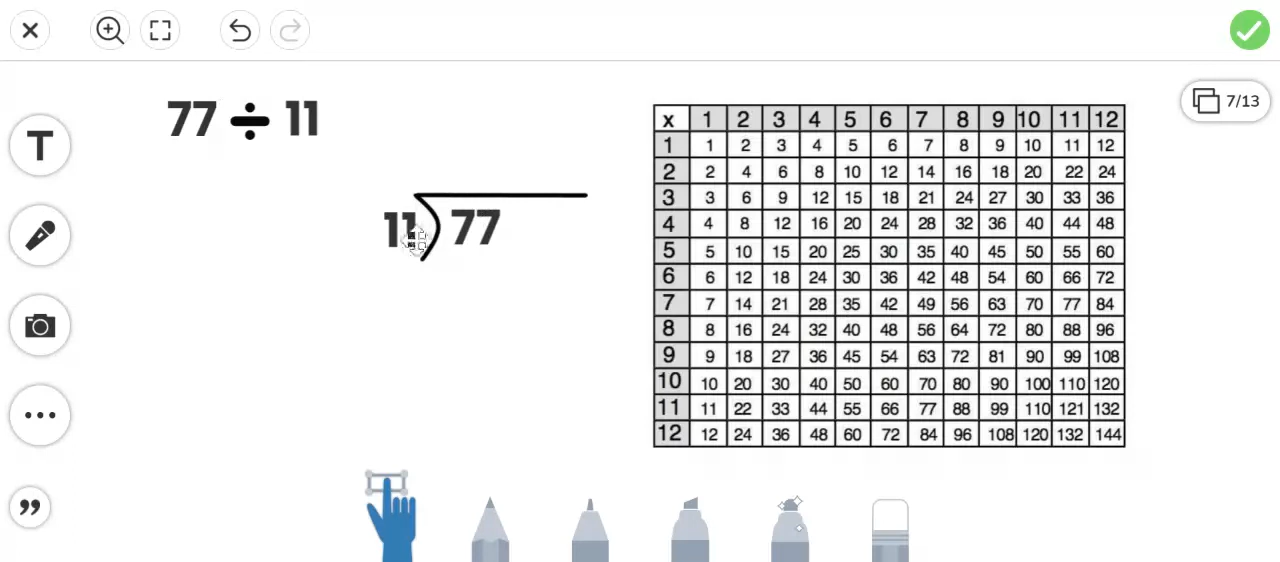 7/13
77 ÷ 11
T
11 77
x 1 2 3 4 5 6 7 8 9 10 11 12
1 1 2 3 4 5 6 7 8 9 10 11 12
2 2 4 6 8 10 12 14 16 18 20 22 24
3 3 6 9 12 15 18 21 24 27 30 33 36
4 4 8 12 16 20 24 28 32 36 40 44 48
5 5 10 15 20 25 30 35 40 45 50 55 60
6 6 12 18 24 30 36 42 48 54 60 66 72
7 7 14 21 28 35 42 49 56 63 70 77 84
8 8 16 24 32 40 48 56 64 72 80 88 96
9 9 18 27 36 45 54 63 72 81 90 99 108
10 10 20 30 40 50 60 70 80 90 100 110 120
11 11 22 33 44 55 66 77 88 99 110 121 132
12 12 24 36 48 60 72 84 96 108 120 132 144